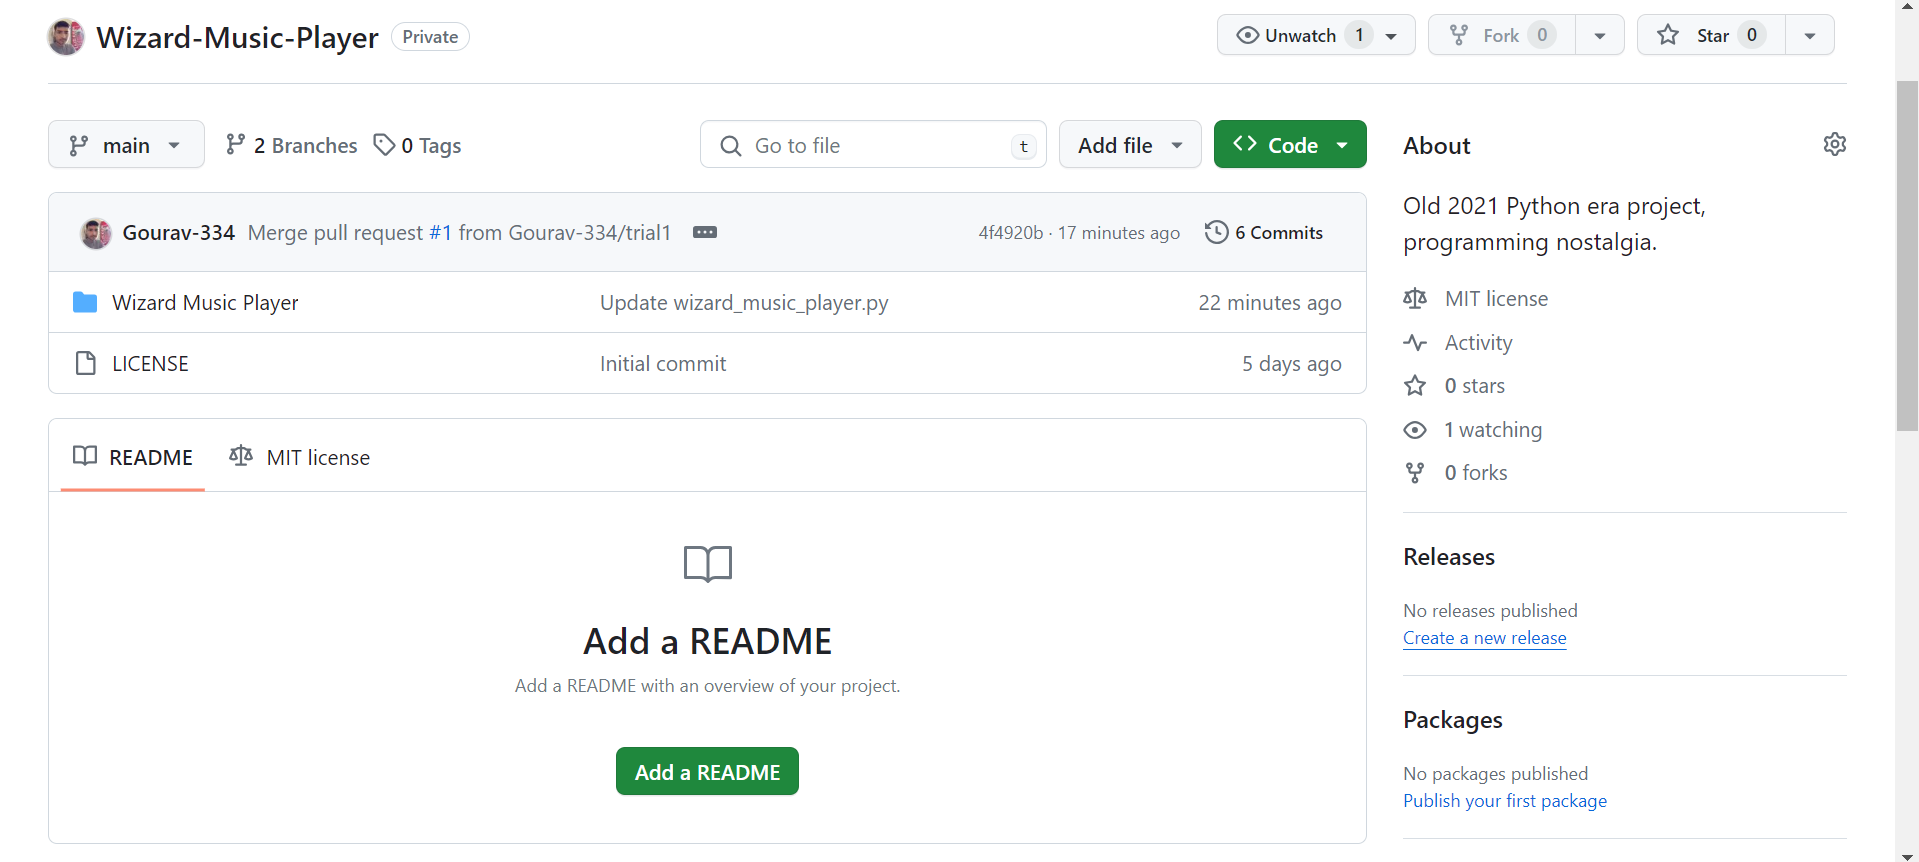 Wizard-Music-Player Private Unwatch 1 Fork 0 Star 0
main 2 Branches 0 Tags Go to file t Add file Code
Gourav-334 Merge pull request #1 from Gourav-334/trial1 4f4920b · 17 minutes ago 6 Commits
Wizard Music Player Update wizard_music_player.py 22 minutes ago
LICENSE Initial commit 5 days ago
README MIT license
Add a README
Add a README with an overview of your project.
Add a README
About
Old 2021 Python era project,
programming nostalgia.
MIT license
Activity
0 stars
1 watching
0 forks
Releases
No releases published
Create a new release
Packages
No packages published
Publish your first package